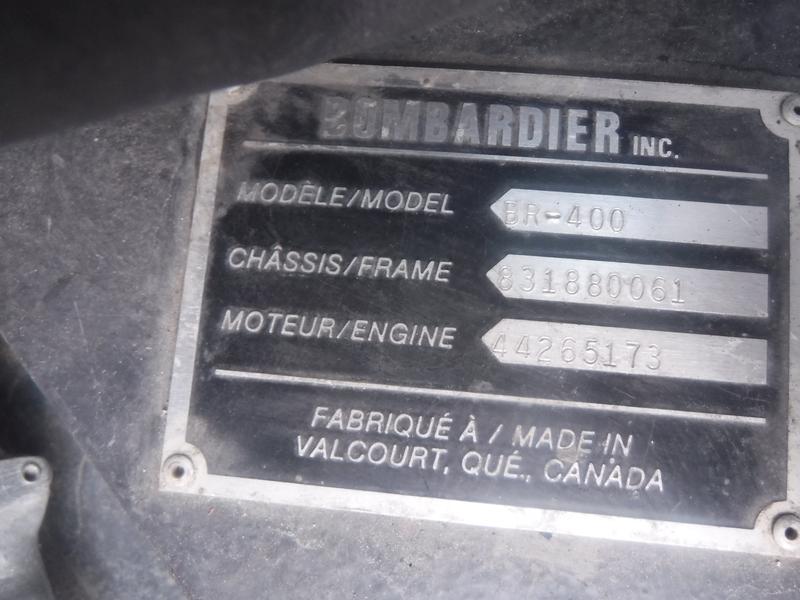 BOMBARDIER INC.
MODÈLE/MODEL BR-400
CHÂSSIS/FRAME 831880061
MOTEUR/ENGINE 44265173
FABRIQUÉ À / MADE IN
VALCOURT, QUÉ., CANADA